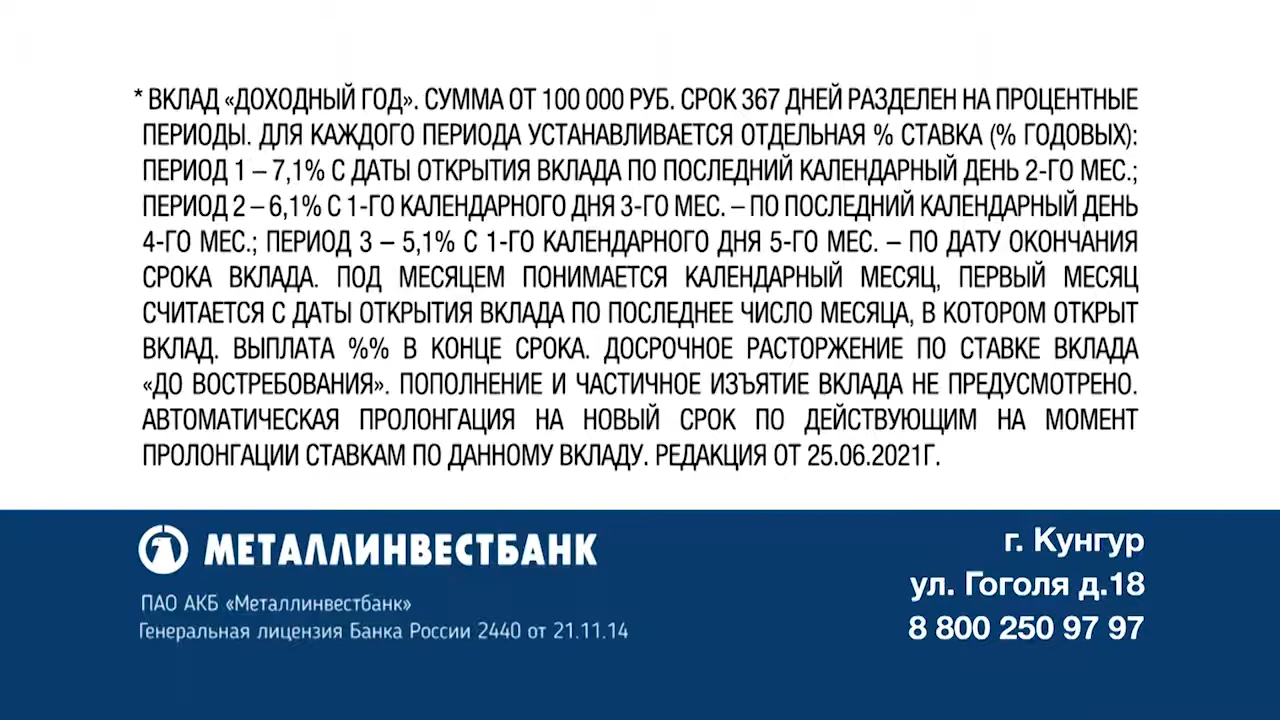 * ВКЛАД «ДОХОДНЫЙ ГОД». СУММА ОТ 100 000 РУБ. СРОК 367 ДНЕЙ РАЗДЕЛЕН НА ПРОЦЕНТНЫЕ
ПЕРИОДЫ. ДЛЯ КАЖДОГО ПЕРИОДА УСТАНАВЛИВАЕТСЯ ОТДЕЛЬНАЯ % СТАВКА (% ГОДОВЫХ):
ПЕРИОД 1 – 7,1% С ДАТЫ ОТКРЫТИЯ ВКЛАДА ПО ПОСЛЕДНИЙ КАЛЕНДАРНЫЙ ДЕНЬ 2-ГО МЕС.;
ПЕРИОД 2 – 6,1% С 1-ГО КАЛЕНДАРНОГО ДНЯ 3-ГО МЕС. – ПО ПОСЛЕДНИЙ КАЛЕНДАРНЫЙ ДЕНЬ
4-ГО МЕС.; ПЕРИОД 3 – 5,1% С 1-ГО КАЛЕНДАРНОГО ДНЯ 5-ГО МЕС. – ПО ДАТУ ОКОНЧАНИЯ
СРОКА ВКЛАДА. ПОД МЕСЯЦЕМ ПОНИМАЕТСЯ КАЛЕНДАРНЫЙ МЕСЯЦ, ПЕРВЫЙ МЕСЯЦ
СЧИТАЕТСЯ С ДАТЫ ОТКРЫТИЯ ВКЛАДА ПО ПОСЛЕДНЕЕ ЧИСЛО МЕСЯЦА, В КОТОРОМ ОТКРЫТ
ВКЛАД. ВЫПЛАТА %% В КОНЦЕ СРОКА. ДОСРОЧНОЕ РАСТОРЖЕНИЕ ПО СТАВКЕ ВКЛАДА
«ДО ВОСТРЕБОВАНИЯ». ПОПОЛНЕНИЕ И ЧАСТИЧНОЕ ИЗЪЯТИЕ ВКЛАДА НЕ ПРЕДУСМОТРЕНО.
АВТОМАТИЧЕСКАЯ ПРОЛОНГАЦИЯ НА НОВЫЙ СРОК ПО ДЕЙСТВУЮЩИМ НА МОМЕНТ
ПРОЛОНГАЦИИ СТАВКАМ ПО ДАННОМУ ВКЛАДУ. РЕДАКЦИЯ ОТ 25.06.2021Г.
МЕТАЛЛИНВЕСТБАНК
ПАО АКБ «Металлинвестбанк»
Генеральная лицензия Банка России 2440 от 21.11.14
г. Кунгур
ул. Гоголя д.18
8 800 250 97 97